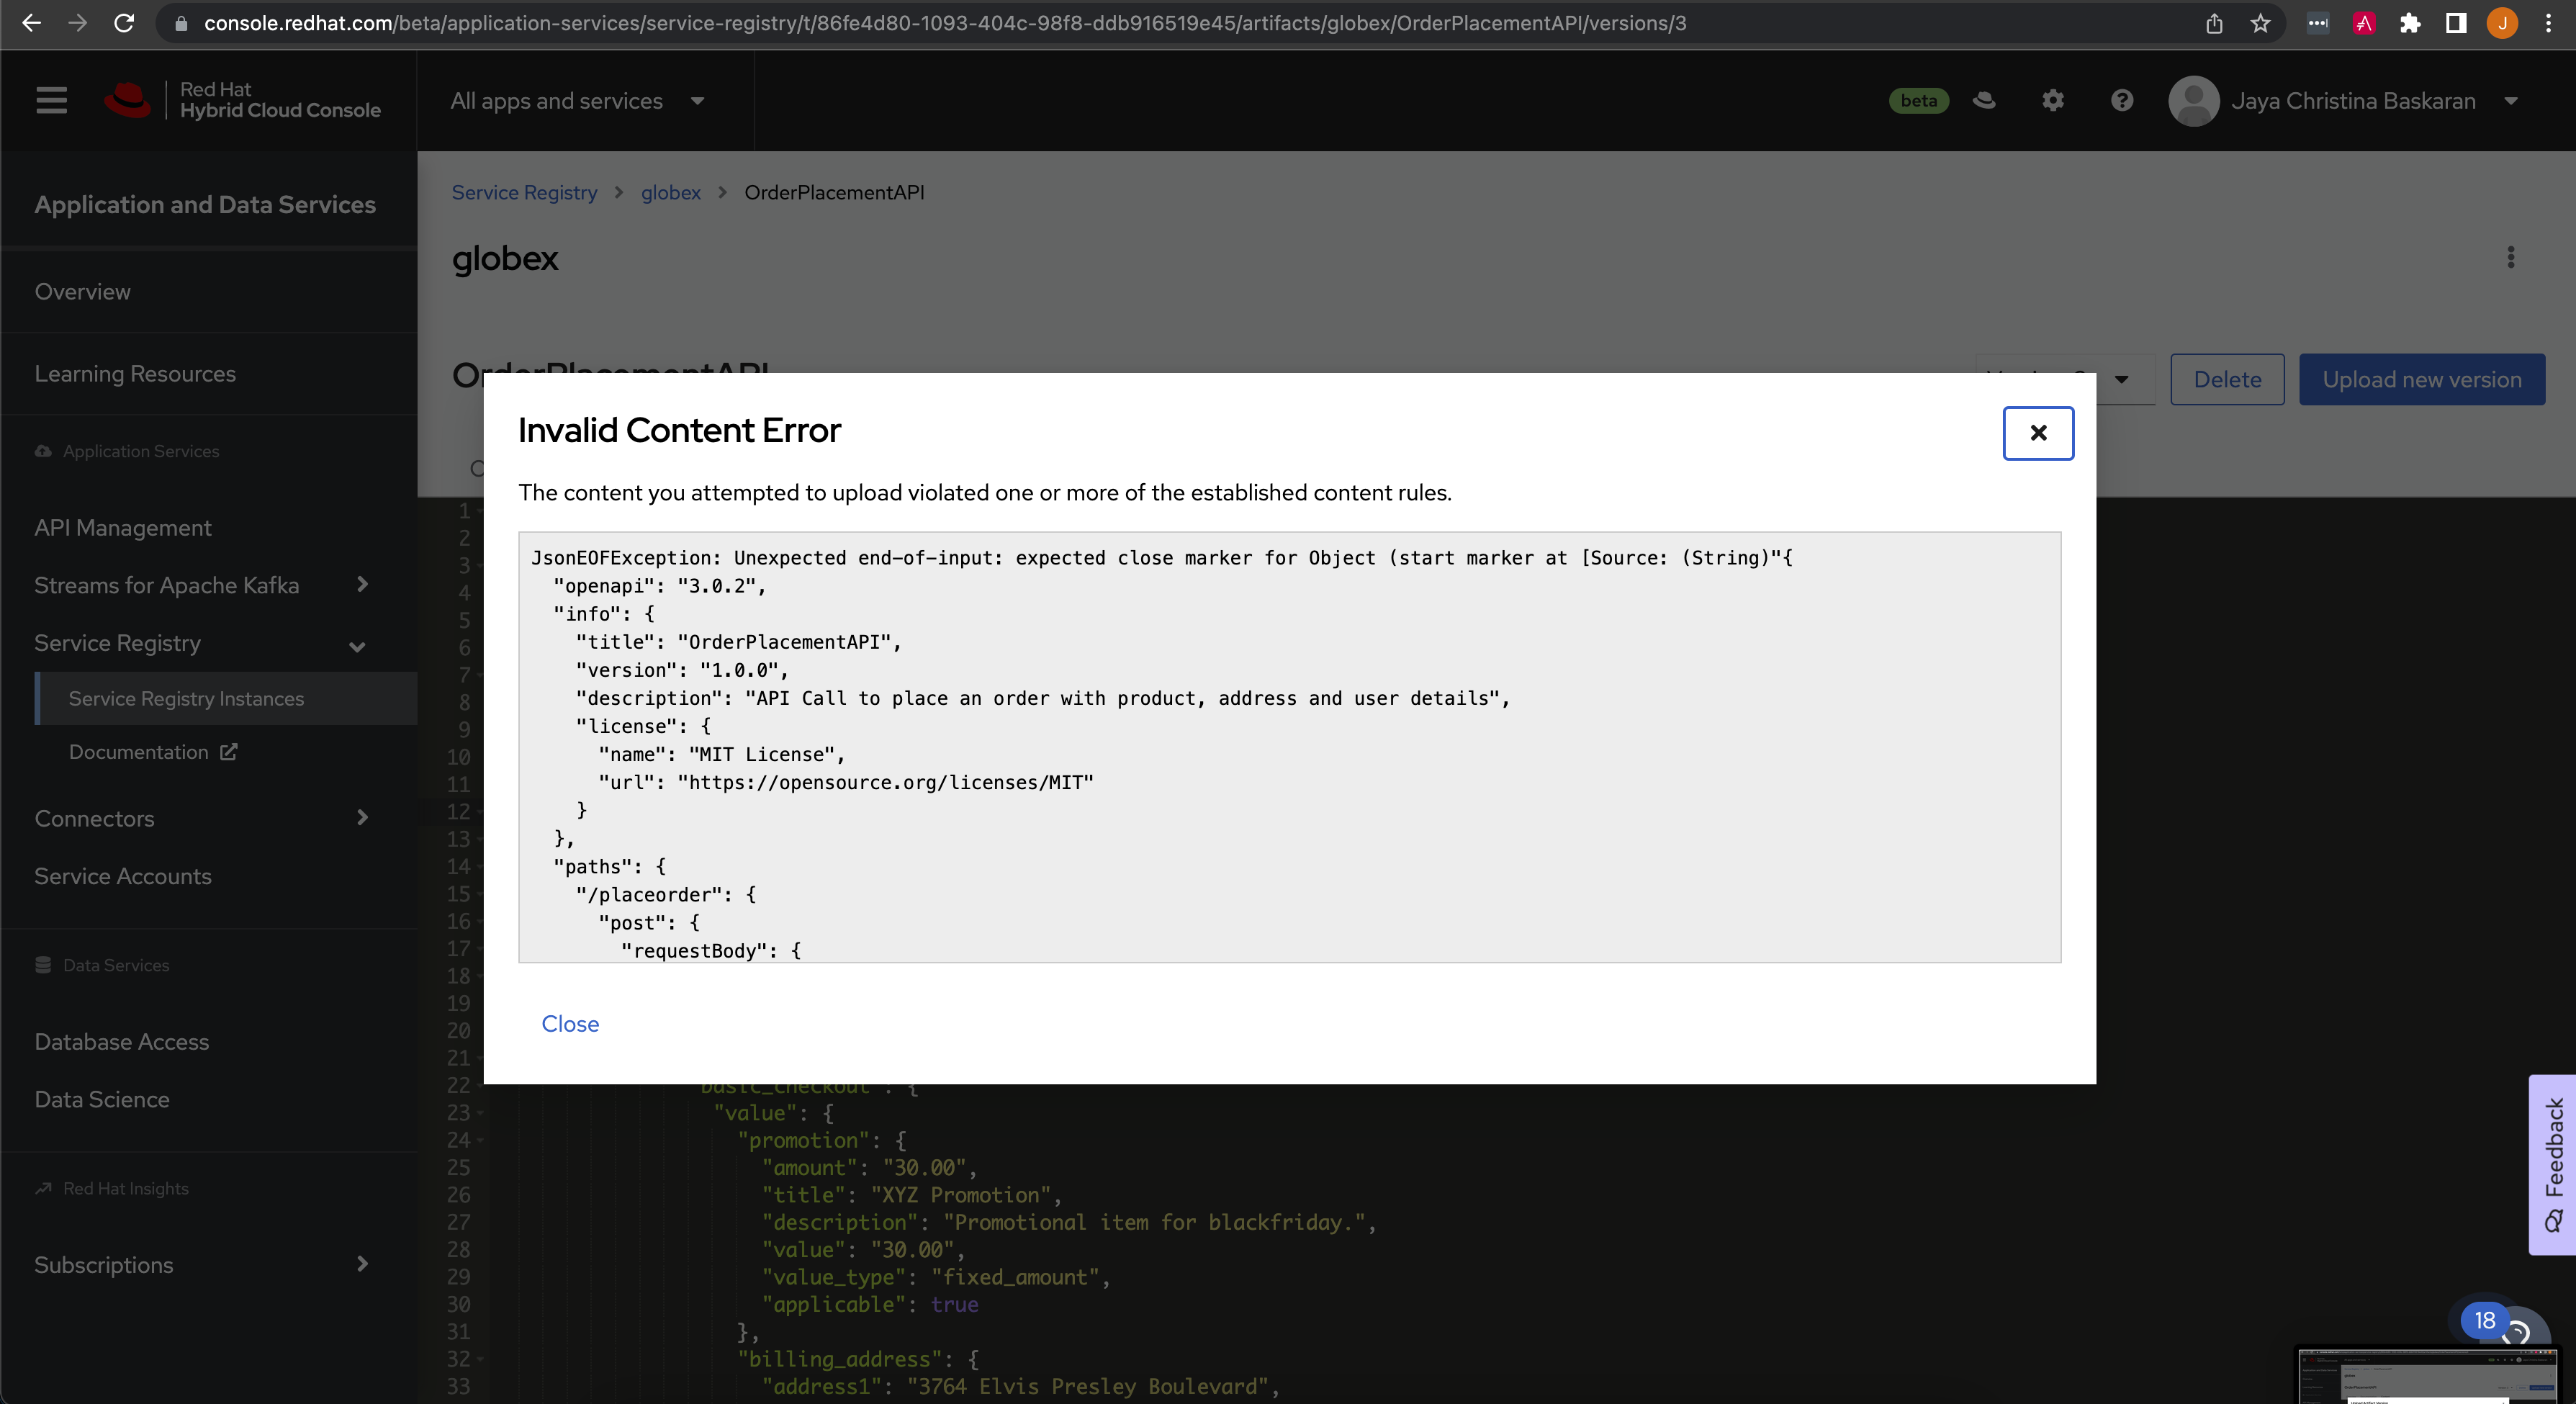 console.redhat.com/beta/application-services/service-registry/t/86fe4d80-1093-404c-98f8-ddb916519e45/artifacts/globex/OrderPlacementAPI/versions/3
J
Red Hat
Hybrid Cloud Console
All apps and services
beta
Jaya Christina Baskaran
Application and Data Services
Overview
Learning Resources
Application Services
API Management
Streams for Apache Kafka
Service Registry
Service Registry Instances
Documentation
Connectors
Service Accounts
Data Services
Database Access
Data Science
Red Hat Insights
Subscriptions
Service Registry > globex > OrderPlacementAPI
globex
OrderPlacementAPI
Delete
Upload new version
Invalid Content Error
The content you attempted to upload violated one or more of the established content rules.
JsonEOFException: Unexpected end-of-input: expected close marker for Object (start marker at [Source: (String)"{
"openapi": "3.0.2",
"info": {
"title": "OrderPlacementAPI",
"version": "1.0.0",
"description": "API Call to place an order with product, address and user details",
"license": {
"name": "MIT License",
"url": "https://opensource.org/licenses/MIT"
}
},
"paths": {
"/placeorder": {
"post": {
"requestBody": {
Close
1
2
3
4
5
6
7
8
9
10
11
12
13
14
15
16
17
18
19
20
21
22 "basic_checkout": {
23 "value": {
24 "promotion": {
25 "amount": "30.00",
26 "title": "XYZ Promotion",
27 "description": "Promotional item for blackfriday.",
28 "value": "30.00",
29 "value_type": "fixed_amount",
30 "applicable": true
31 },
32 "billing_address": {
33 "address1": "3764 Elvis Presley Boulevard",
Feedback
18